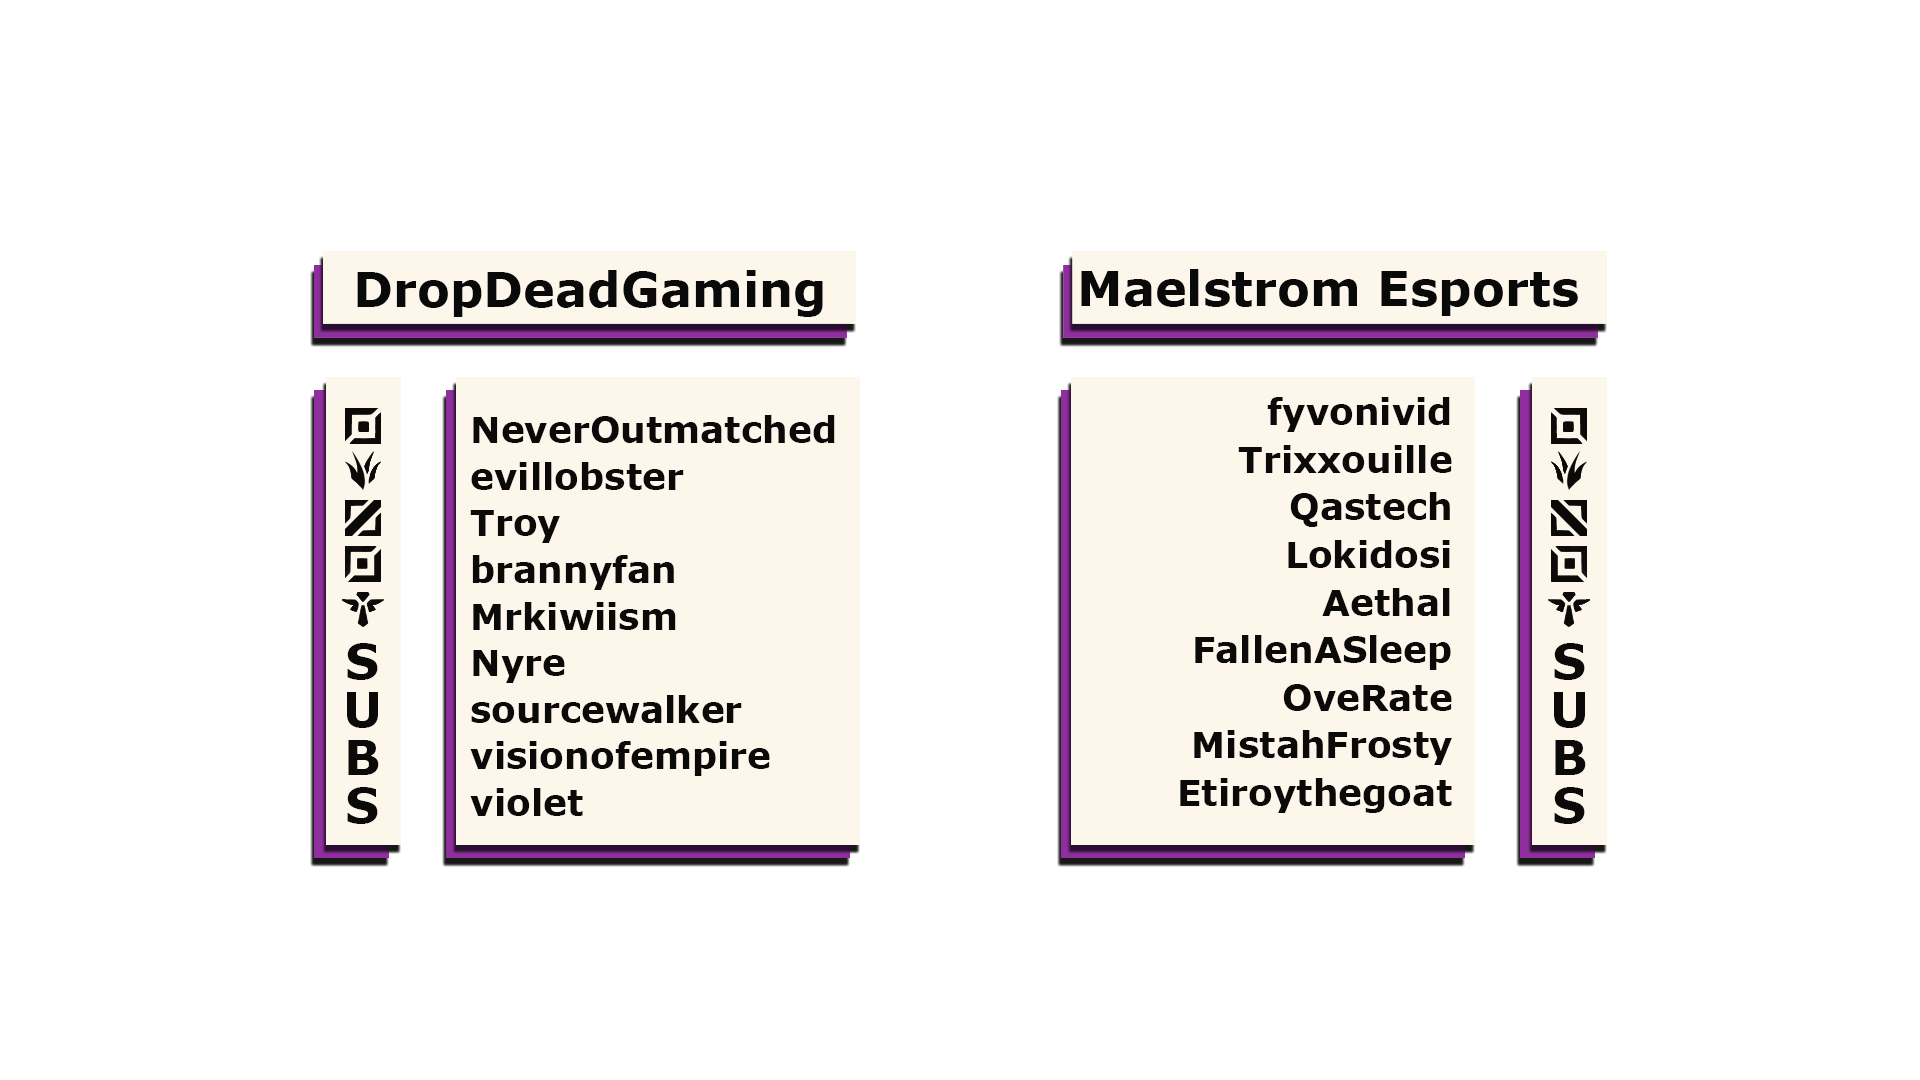 DropDeadGaming
S
U
B
S
NeverOutmatched
evillobster
Troy
brannyfan
Mrkiwiism
Nyre
sourcewalker
visionofempire
violet
Maelstrom Esports
fyvonivid
Trixxouille
Qastech
Lokidosi
Aethal
FallenASleep
OveRate
MistahFrosty
Etiroythegoat
S
U
B
S